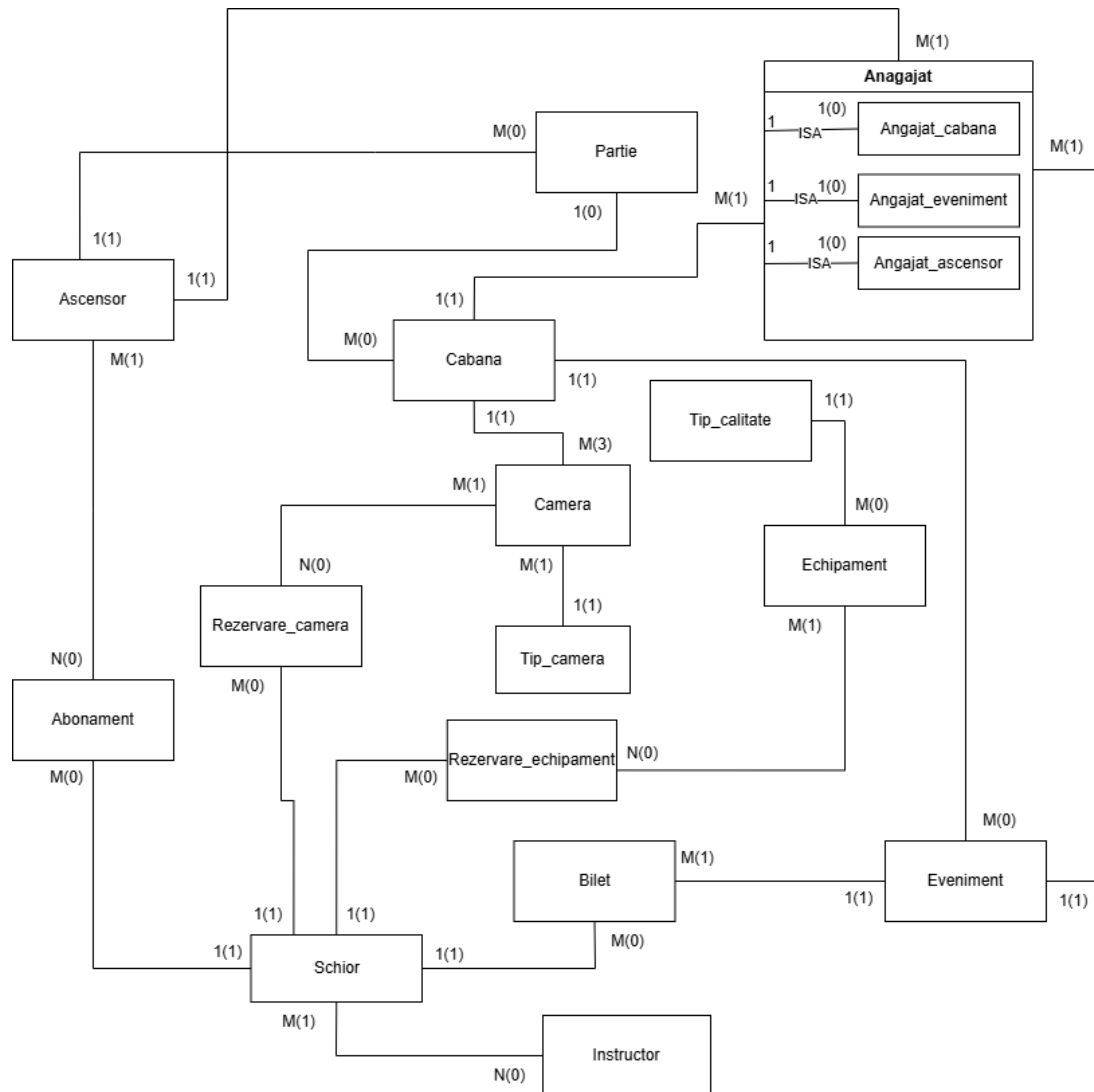 M(1)
Anagajat
1
1(0)
ISA
Angajat_cabana
M(0)
Partie
M(1)
1
1(0)
ISA
Angajat_eveniment
M(1)
1(0)
1
1(0)
ISA
Angajat_ascensor
1(1)
1(1)
Ascensor
1(1)
M(0)
Cabana
M(1)
1(1)
1(1)
Tip_calitate
1(1)
M(3)
M(1)
Camera
M(0)
M(1)
Echipament
N(0)
1(1)
M(1)
Rezervare_camera
Tip_camera
N(0)
M(0)
Abonament
Rezervare_echipament
N(0)
M(0)
M(0)
M(0)
Bilet
M(1)
Eveniment
1(1)
1(1)
1(1)
1(1)
M(0)
1(1)
1(1)
Schior
M(1)
Instructor
N(0)